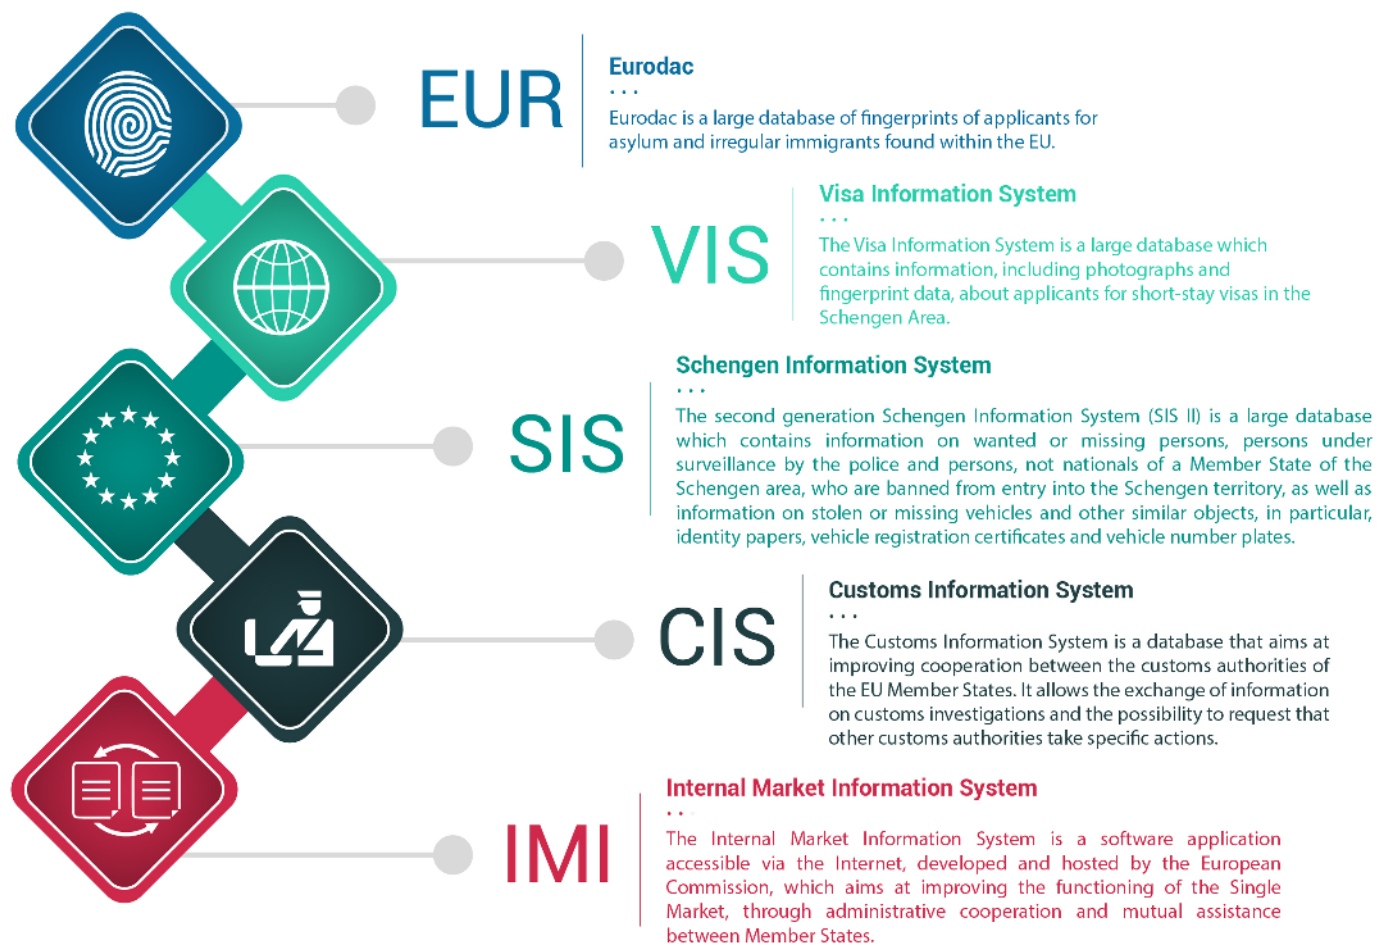 EUR
Eurodac
...
Eurodac is a large database of fingerprints of applicants for
asylum and irregular immigrants found within the EU.
VIS
Visa Information System
...
The Visa Information System is a large database which
contains information, including photographs and
fingerprint data, about applicants for short-stay visas in the
Schengen Area.
SIS
Schengen Information System
...
The second generation Schengen Information System (SIS II) is a large database
which contains information on wanted or missing persons, persons under
surveillance by the police and persons, not nationals of a Member State of the
Schengen area, who are banned from entry into the Schengen territory, as well as
information on stolen or missing vehicles and other similar objects, in particular,
identity papers, vehicle registration certificates and vehicle number plates.
CIS
Customs Information System
...
The Customs Information System is a database that aims at
improving cooperation between the customs authorities of
the EU Member States. It allows the exchange of information
on customs investigations and the possibility to request that
other customs authorities take specific actions.
IMI
Internal Market Information System
..
The Internal Market Information System is a software application
accessible via the Internet, developed and hosted by the European
Commission, which aims at improving the functioning of the Single
Market, through administrative cooperation and mutual assistance
between Member States.